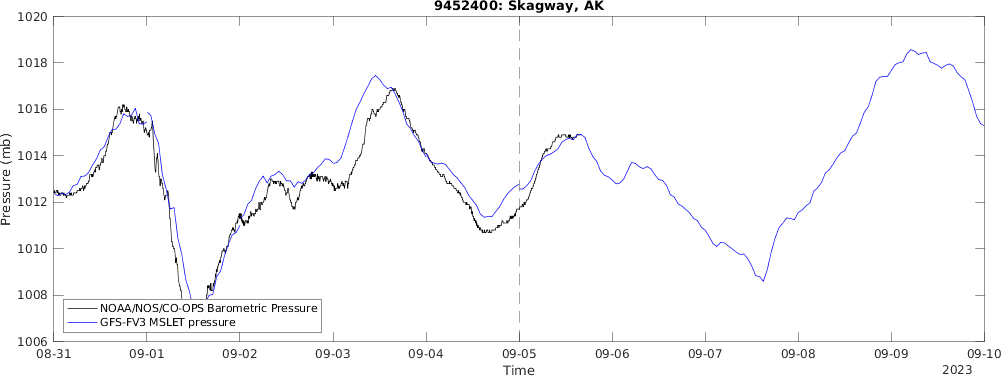 9452400: Skagway, AK
1020
1018
1016
1014
1012
1010
1008
1006
Pressure (mb)
NOAA/NOS/CO-OPS Barometric Pressure
GFS-FV3 MSLET pressure
08-31 09-01 09-02 09-03 09-04 09-05 09-06 09-07 09-08 09-09 09-10
Time
2023